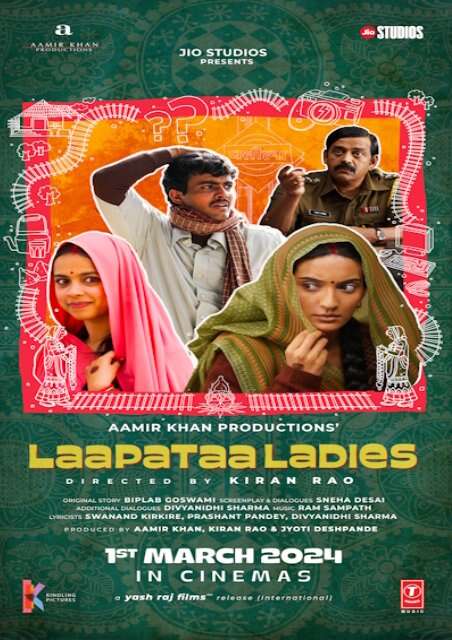 a
AAMIR KHAN
PRODUCTIONS
Jio STUDIOS
JIO STUDIOS
PRESENTS
??
AAMIR KHAN PRODUCTIONS'
LaaPaTaa LaDies
DIRECTED BY KIRAN RAO
ORIGINAL STORY BIPLAB GOSWAMI SCREENPLAY & DIALOGUES SNEHA DESAI
ADDITIONAL DIALOGUES DIVYANIDHI SHARMA MUSIC RAM SAMPATH
LYRICISTS SWANAND KIRKIRE, PRASHANT PANDEY, DIVYANIDHI SHARMA
PRODUCED BY AAMIR KHAN, KIRAN RAO & JYOTI DESHPANDE
1ST MARCH 2024
IN CINEMAS
a yash raj films™ release (International)
K KINDLING
PICTURES
T
T-SERIES
MUSIC